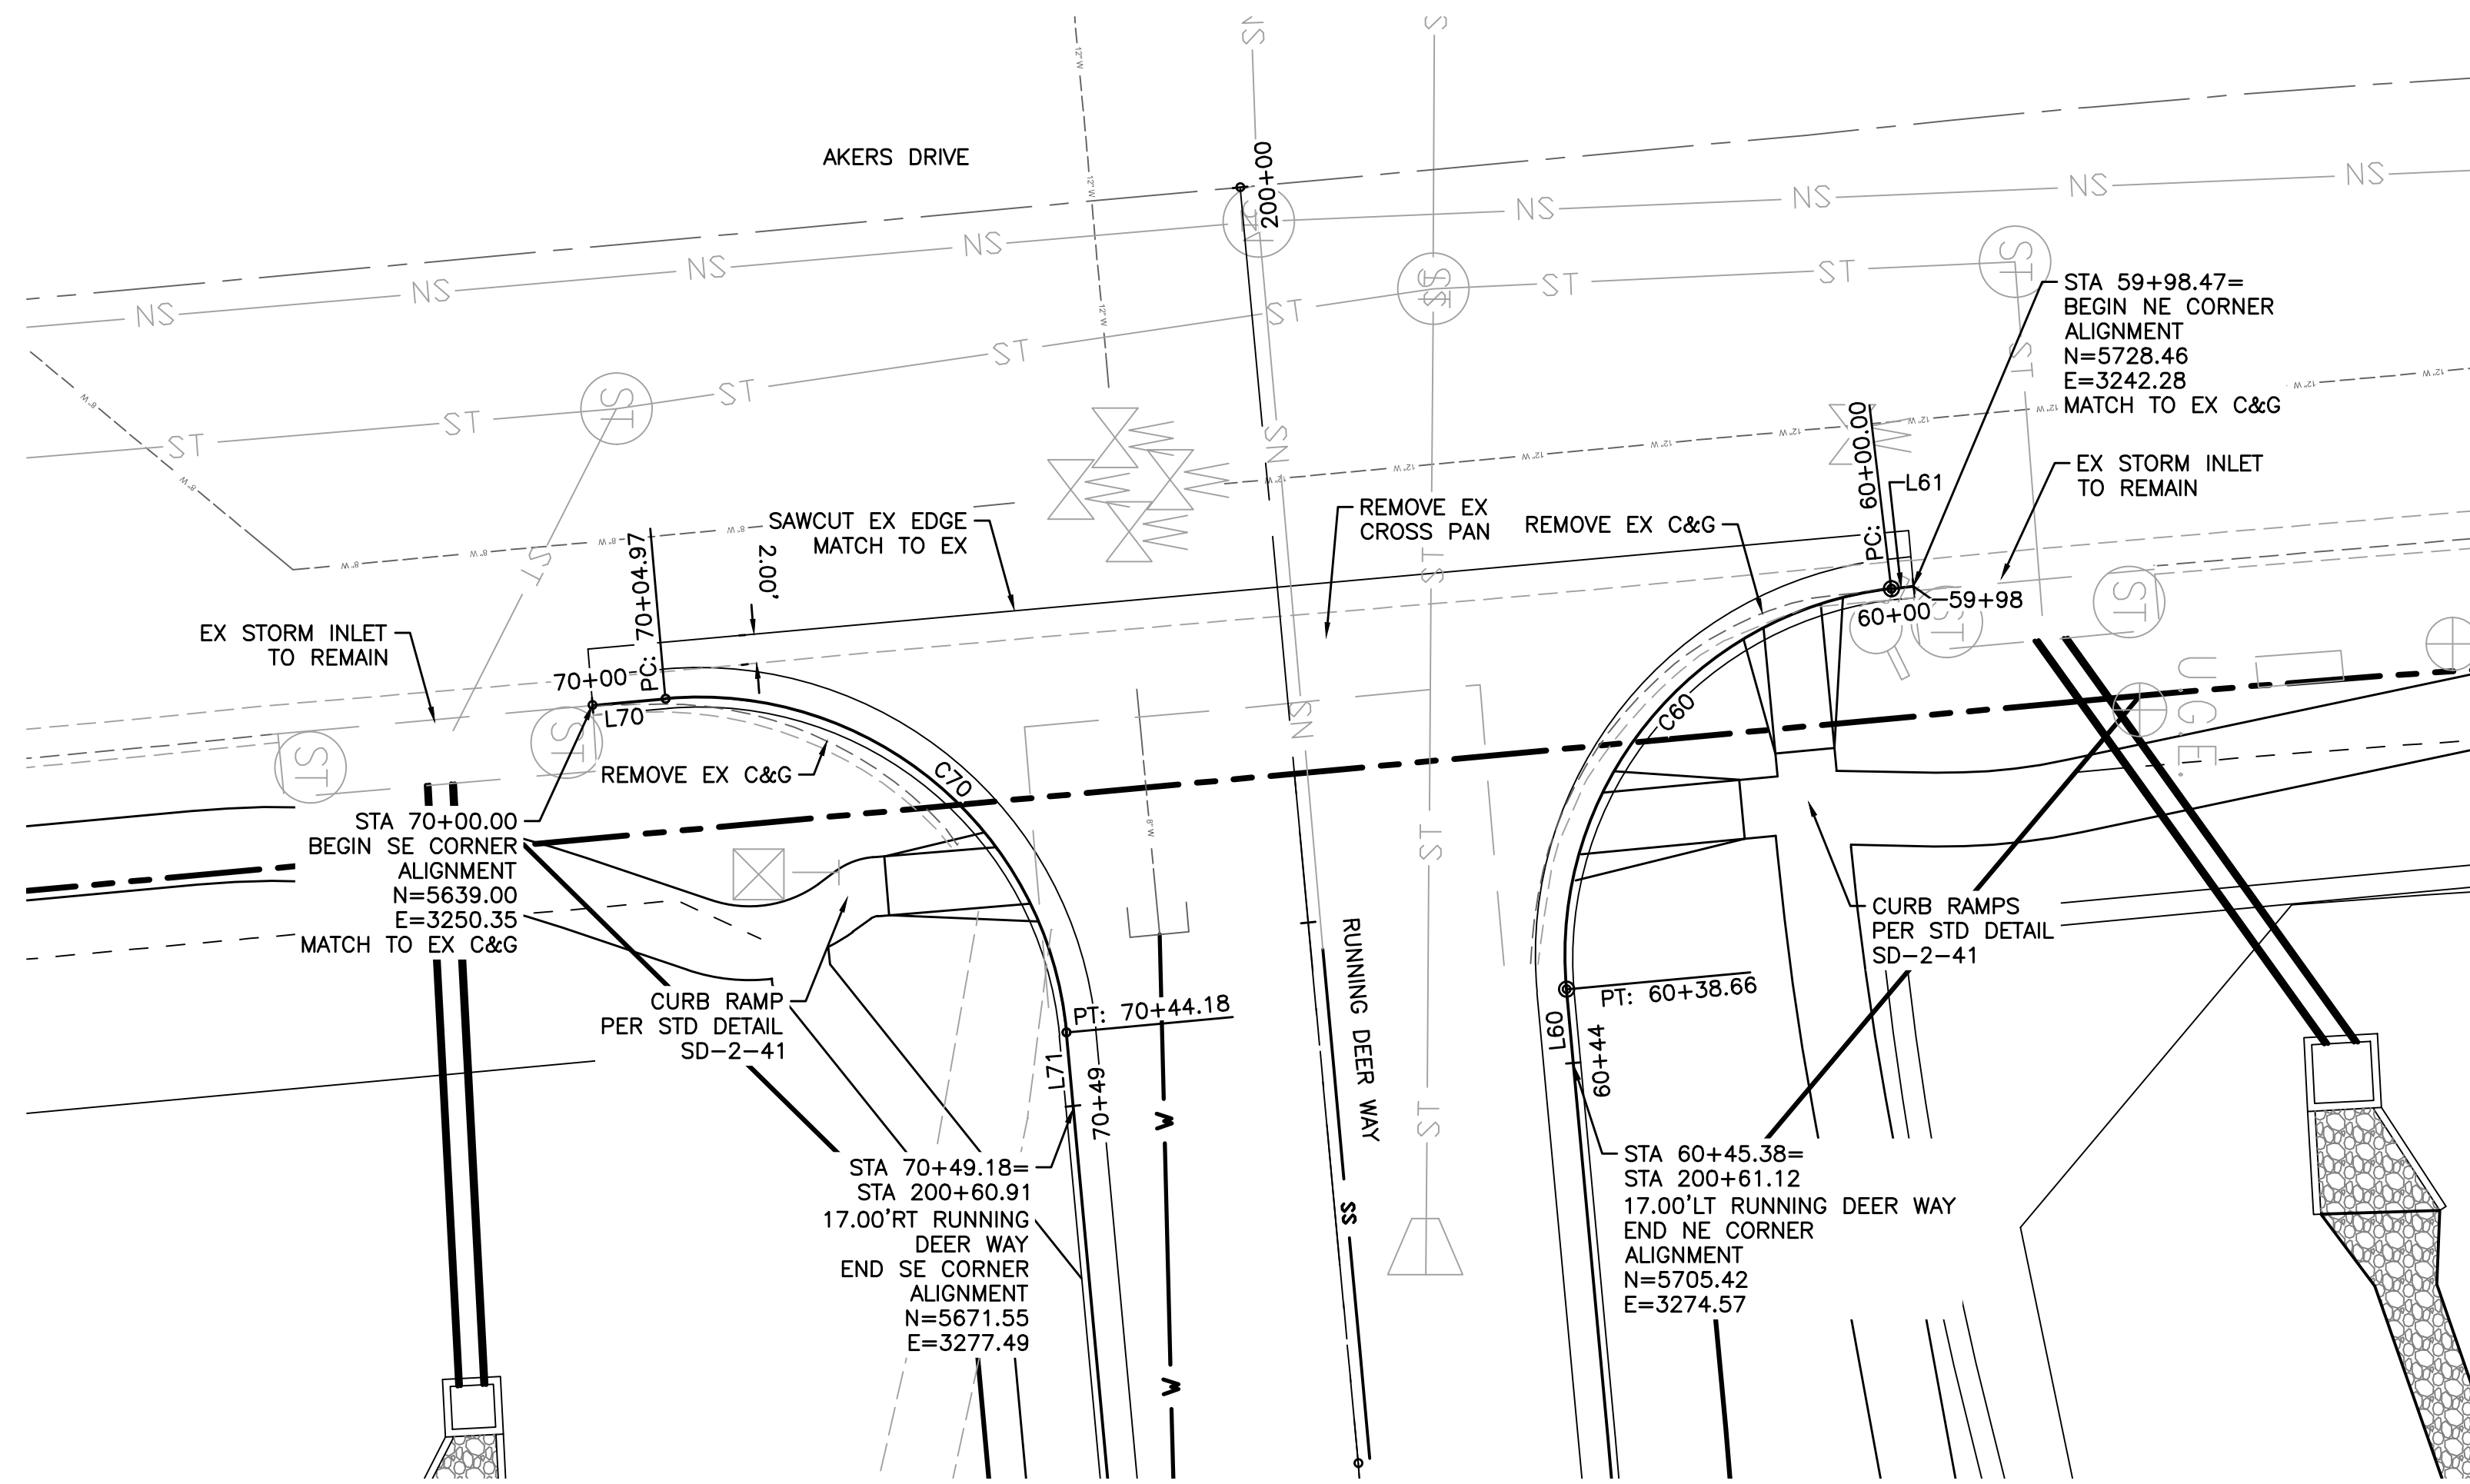 AKERS DRIVE
200+00
NS
NS
NS
NS
NS
NS
NS
NS
ST
ST
ST
ST
ST
ST
ST
STA 59+98.47=
BEGIN NE CORNER
ALIGNMENT
N=5728.46
E=3242.28
MATCH TO EX C&G
EX STORM INLET
TO REMAIN
PC: 60+00.00
L61
60+00
59+98
REMOVE EX
CROSS PAN
REMOVE EX C&G
SAWCUT EX EDGE
MATCH TO EX
2.00'
PC: 70+04.97
EX STORM INLET
TO REMAIN
70+00
L70
REMOVE EX C&G
C70
C60
STA 70+00.00
BEGIN SE CORNER
ALIGNMENT
N=5639.00
E=3250.35
MATCH TO EX C&G
CURB RAMP
PER STD DETAIL
SD-2-41
PT: 70+44.18
L71
70+49
RUNNING DEER WAY
CURB RAMPS
PER STD DETAIL
SD-2-41
PT: 60+38.66
L60
60+44
U.G.E.
12"W
8"W
W
W
SS
SS
STA 70+49.18=
STA 200+60.91
17.00'RT RUNNING
DEER WAY
END SE CORNER
ALIGNMENT
N=5671.55
E=3277.49
STA 60+45.38=
STA 200+61.12
17.00'LT RUNNING DEER WAY
END NE CORNER
ALIGNMENT
N=5705.42
E=3274.57